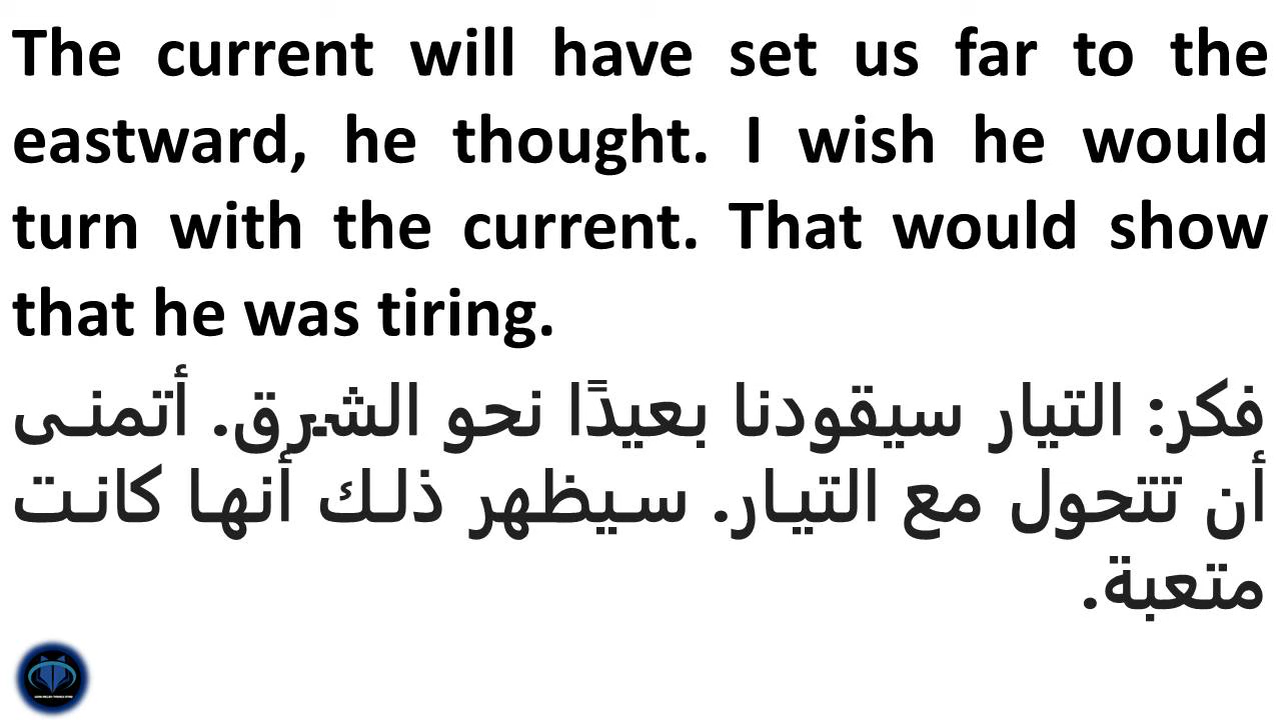 The current will have set us far to the
eastward, he thought. I wish he would
turn with the current. That would show
that he was tiring.
فكر: التيار سيقودنا بعيدًا نحو الشرق. أتمنى
أن تتحول مع التيار. سيظهر ذلك أنها كانت
متعبة.